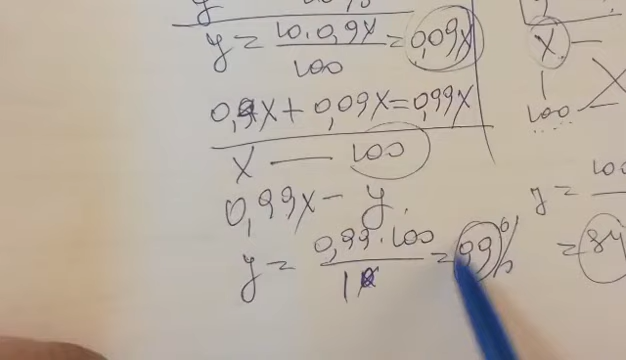 y = 10.0,9x / 100 = 0,09x
0,9x + 0,09x = 0,99x
x — 100
0,99x - y.
y = 0,99 · 100 / 1 = 99%
x —
100 —
y = 100
= 84